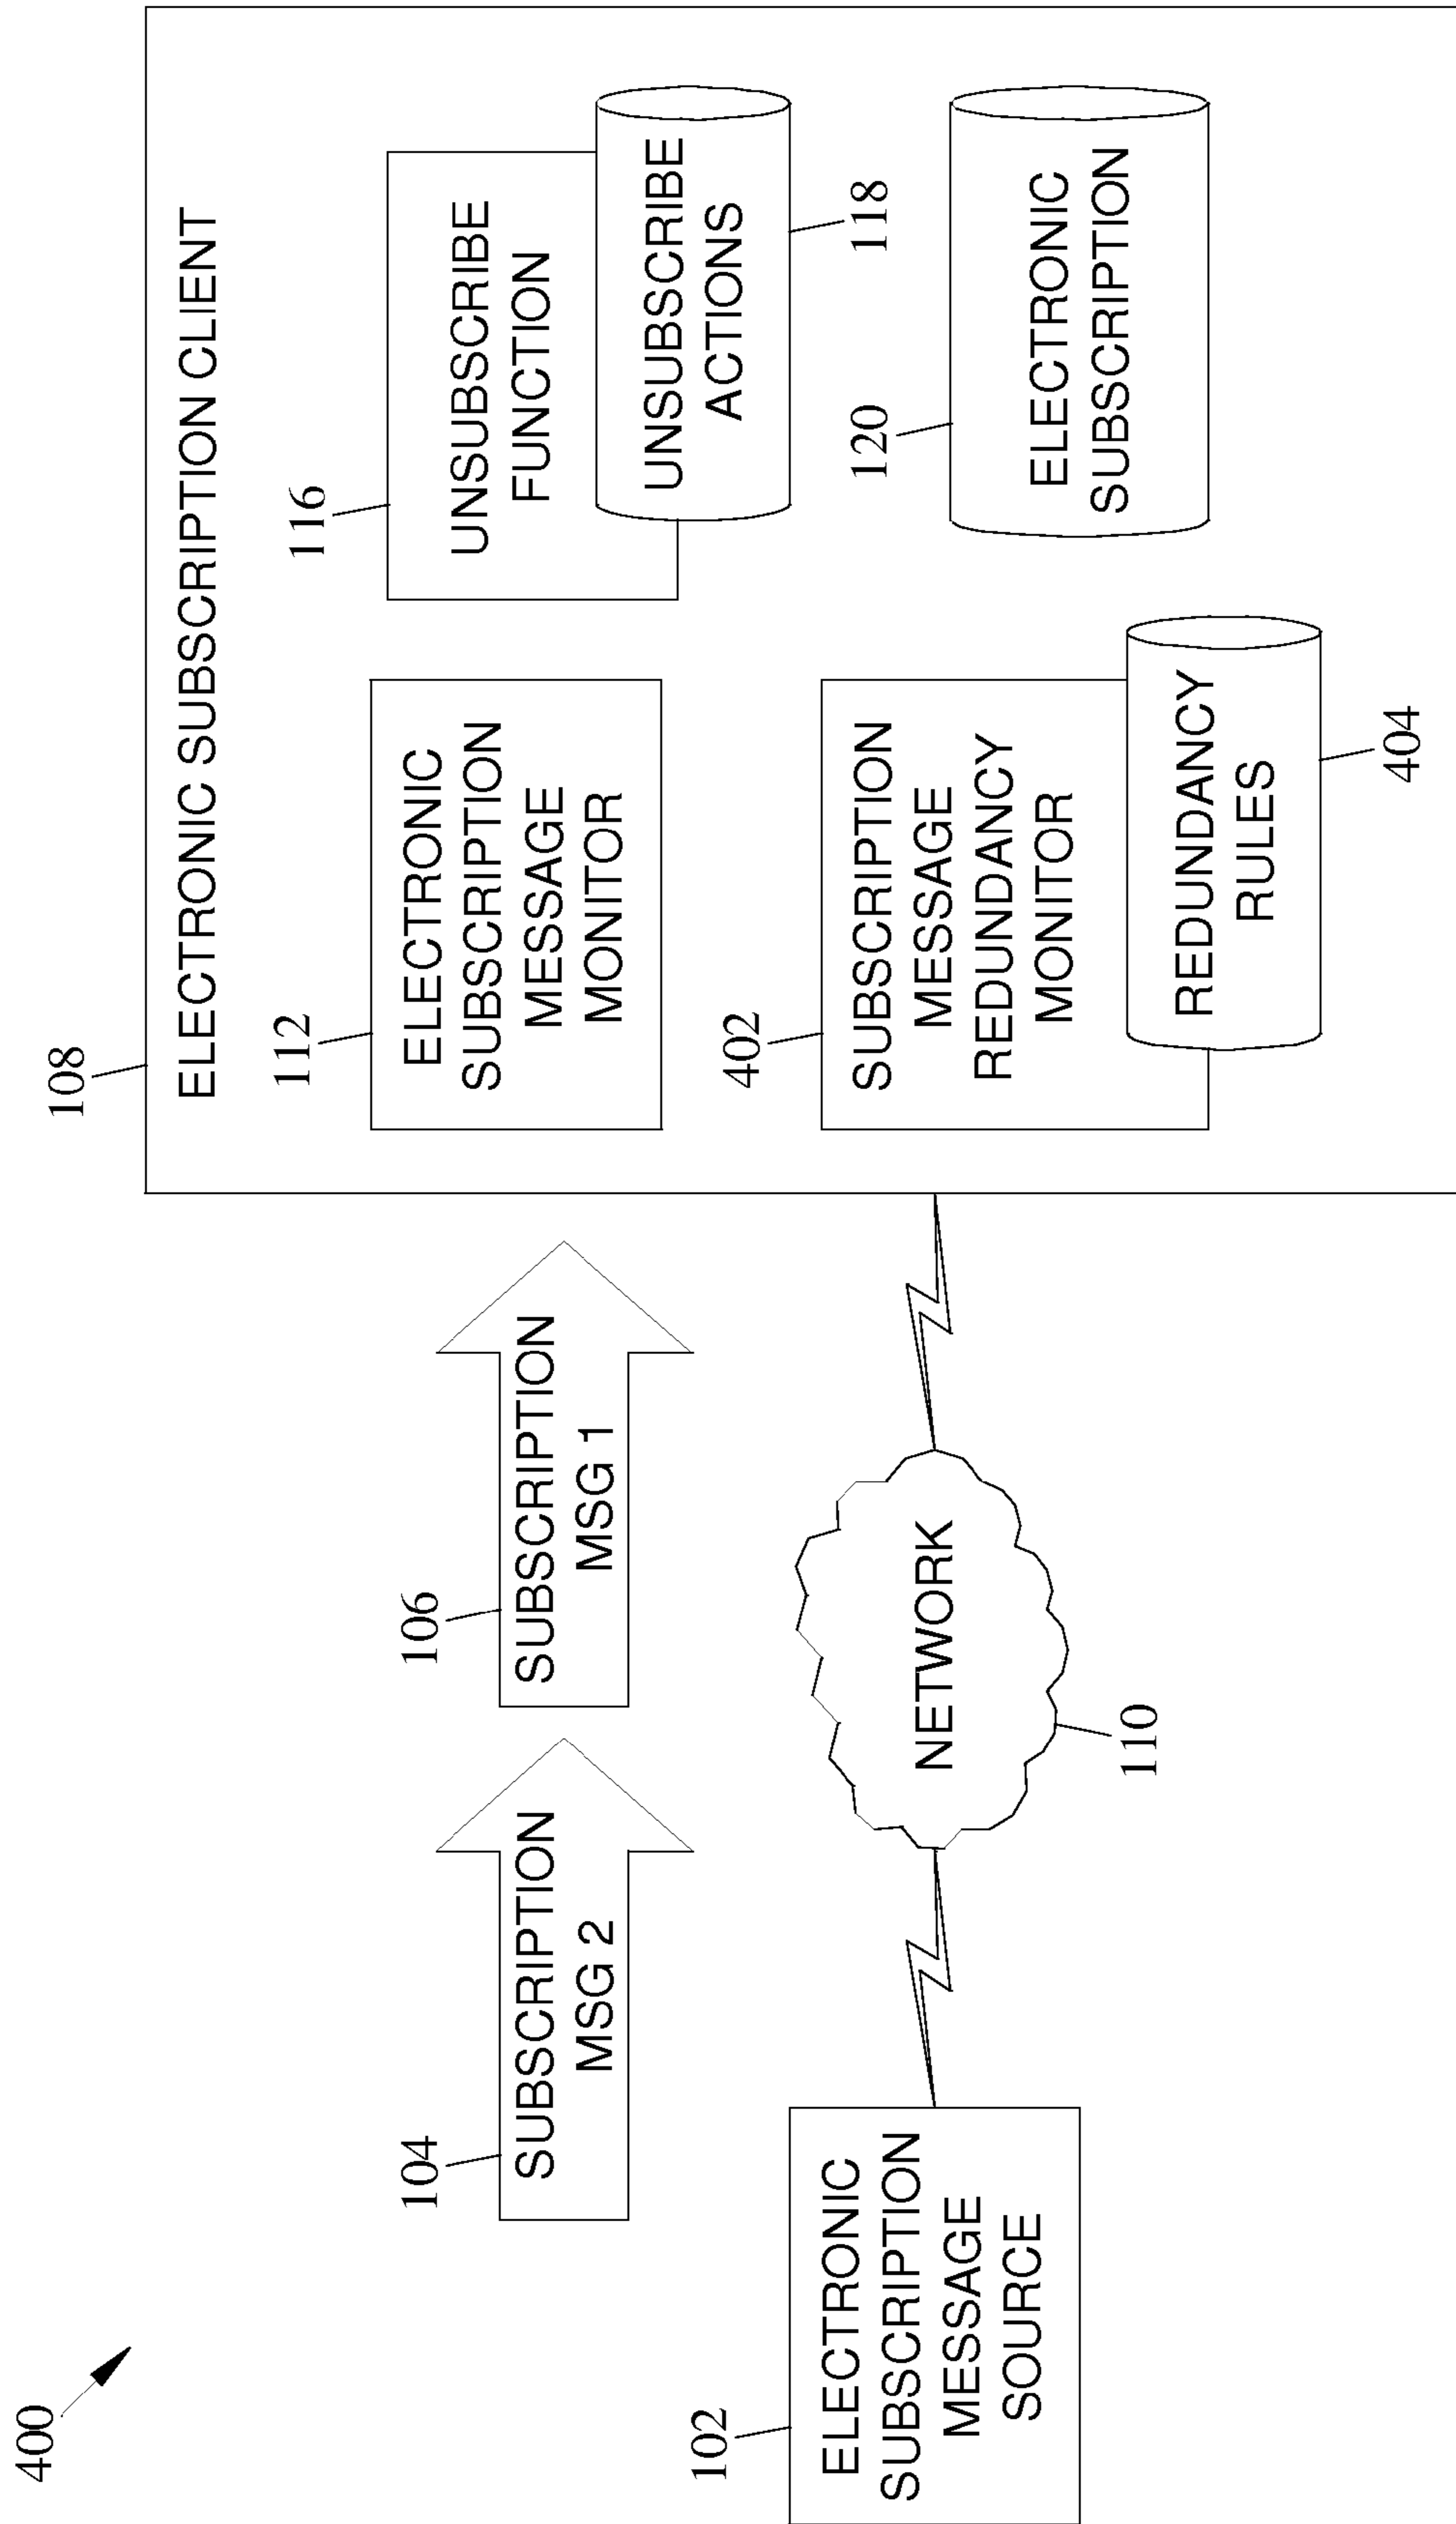 400
108
ELECTRONIC SUBSCRIPTION CLIENT
112
ELECTRONIC
SUBSCRIPTION
MESSAGE
MONITOR
116
UNSUBSCRIBE
FUNCTION
UNSUBSCRIBE
ACTIONS
118
104
SUBSCRIPTION
MSG 2
106
SUBSCRIPTION
MSG 1
402
SUBSCRIPTION
MESSAGE
REDUNDANCY
MONITOR
REDUNDANCY
RULES
404
120
ELECTRONIC
SUBSCRIPTION
102
ELECTRONIC
SUBSCRIPTION
MESSAGE
SOURCE
NETWORK
110